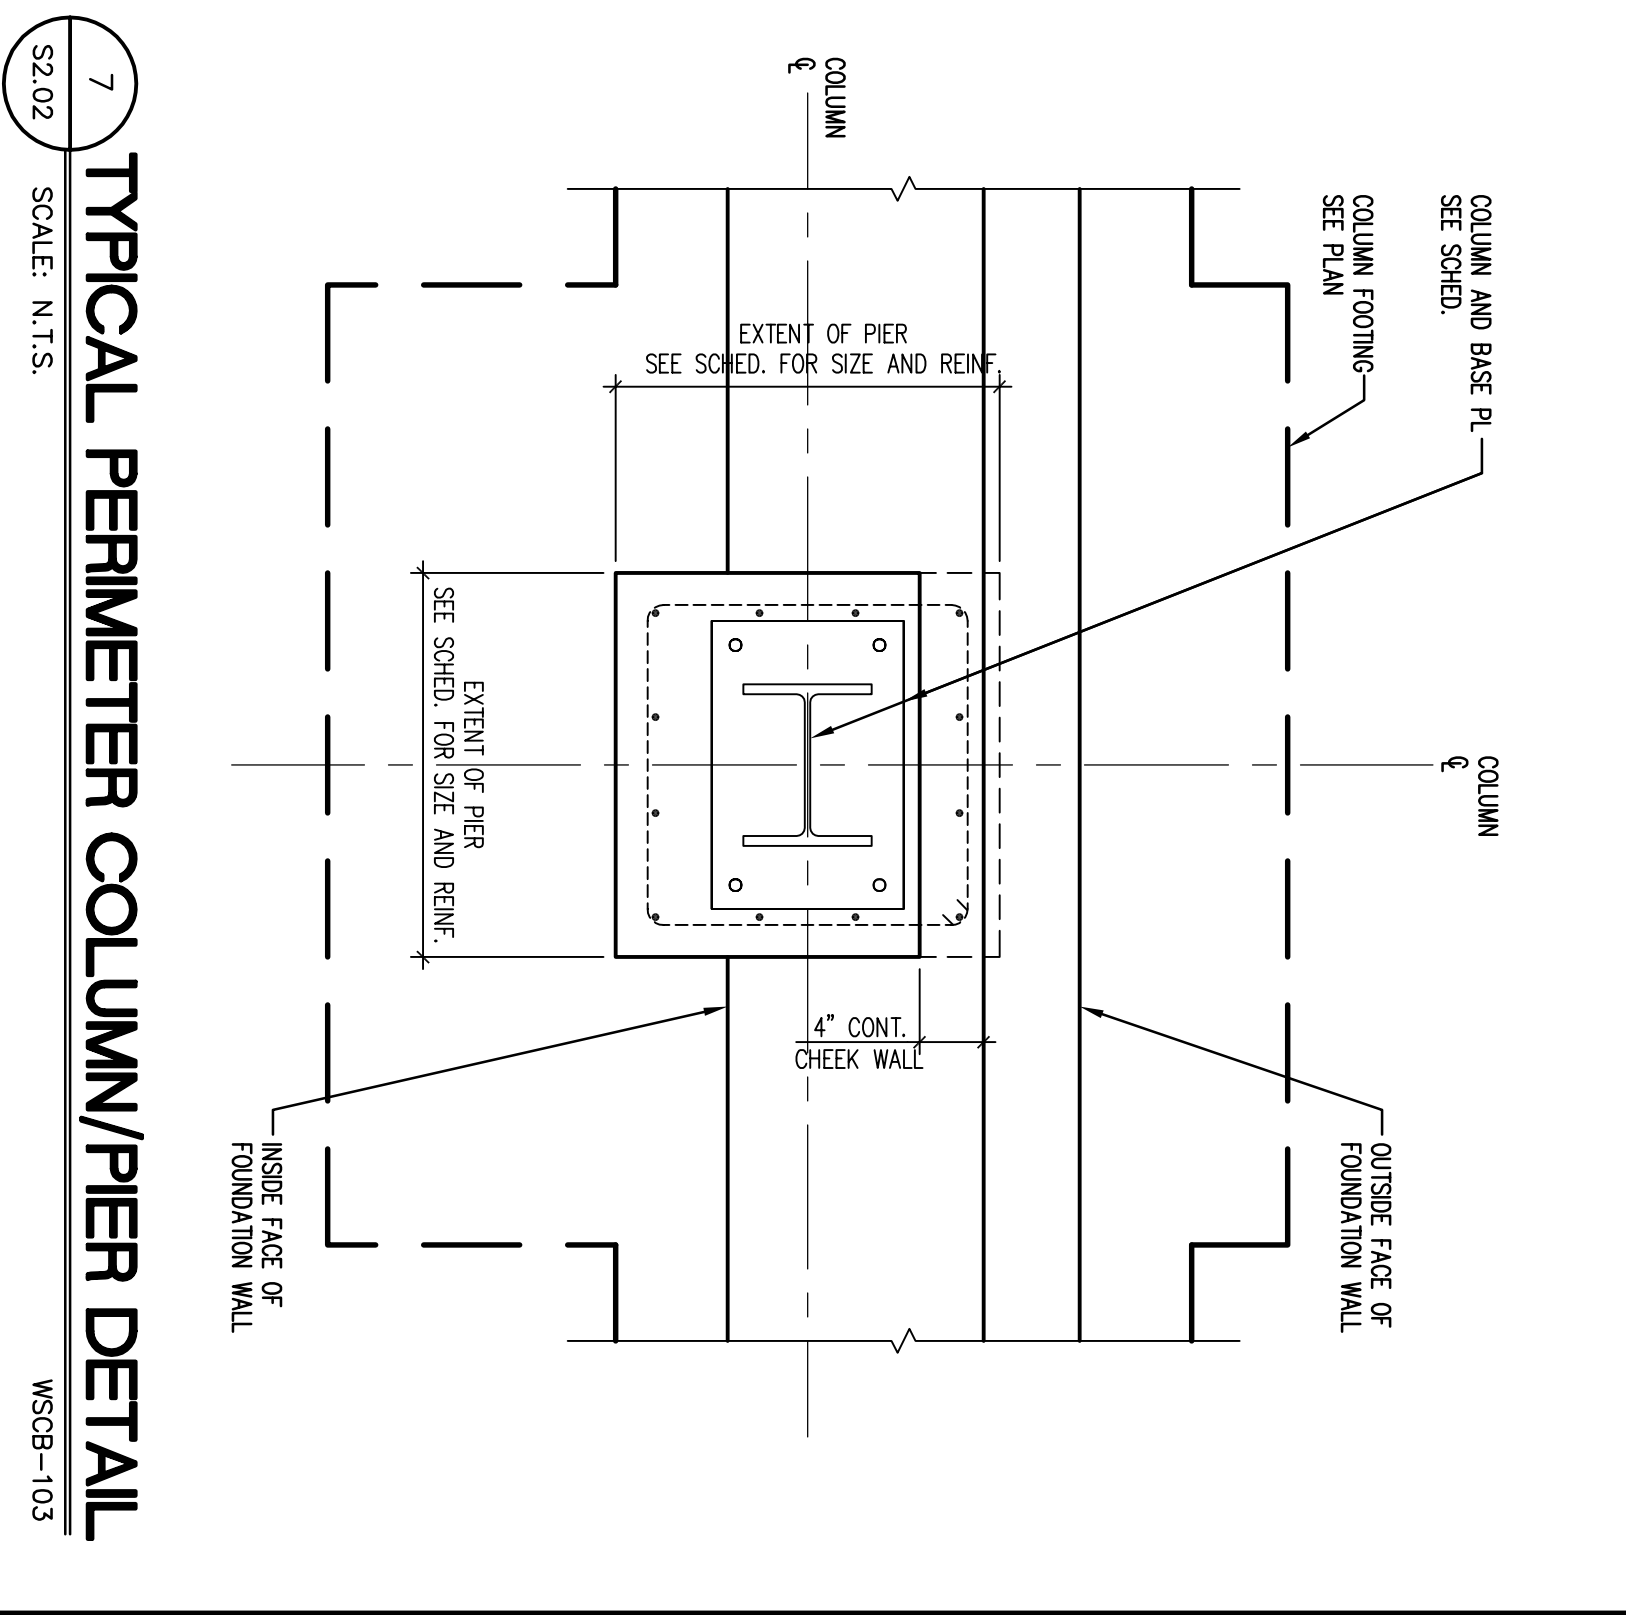 COLUMN AND BASE PL
SEE SCHED.
COLUMN FOOTING
SEE PLAN
COLUMN
℄
COLUMN
℄
EXTENT OF PIER
SEE SCHED. FOR SIZE AND REINF.
EXTENT OF PIER
SEE SCHED. FOR SIZE AND REINF.
4" CONT.
CHEEK WALL
OUTSIDE FACE OF
FOUNDATION WALL
INSIDE FACE OF
FOUNDATION WALL
7
S2.02
TYPICAL PERIMETER COLUMN/PIER DETAIL
SCALE: N.T.S.
WSCB-103